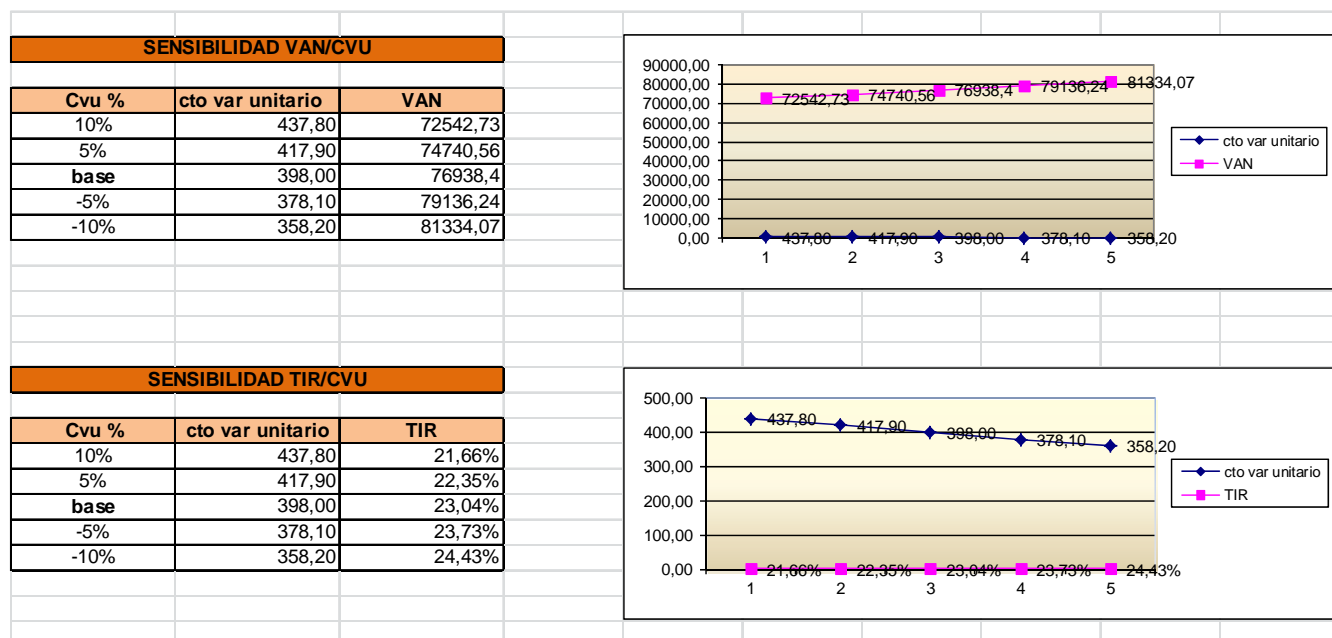 SENSIBILIDAD VAN/CVU
Cvu % cto var unitario VAN
10% 437,80 72542,73
5% 417,90 74740,56
base 398,00 76938,4
-5% 378,10 79136,24
-10% 358,20 81334,07
90000,00
80000,00
70000,00
60000,00
50000,00
40000,00
30000,00
20000,00
10000,00
0,00
72542,73 74740,56 76938,4 79136,24 81334,07
437,80 417,90 398,00 378,10 358,20
1 2 3 4 5
cto var unitario
VAN
SENSIBILIDAD TIR/CVU
Cvu % cto var unitario TIR
10% 437,80 21,66%
5% 417,90 22,35%
base 398,00 23,04%
-5% 378,10 23,73%
-10% 358,20 24,43%
500,00
400,00
300,00
200,00
100,00
0,00
437,80 417,90 398,00 378,10 358,20
21,66% 22,35% 23,04% 23,73% 24,43%
1 2 3 4 5
cto var unitario
TIR